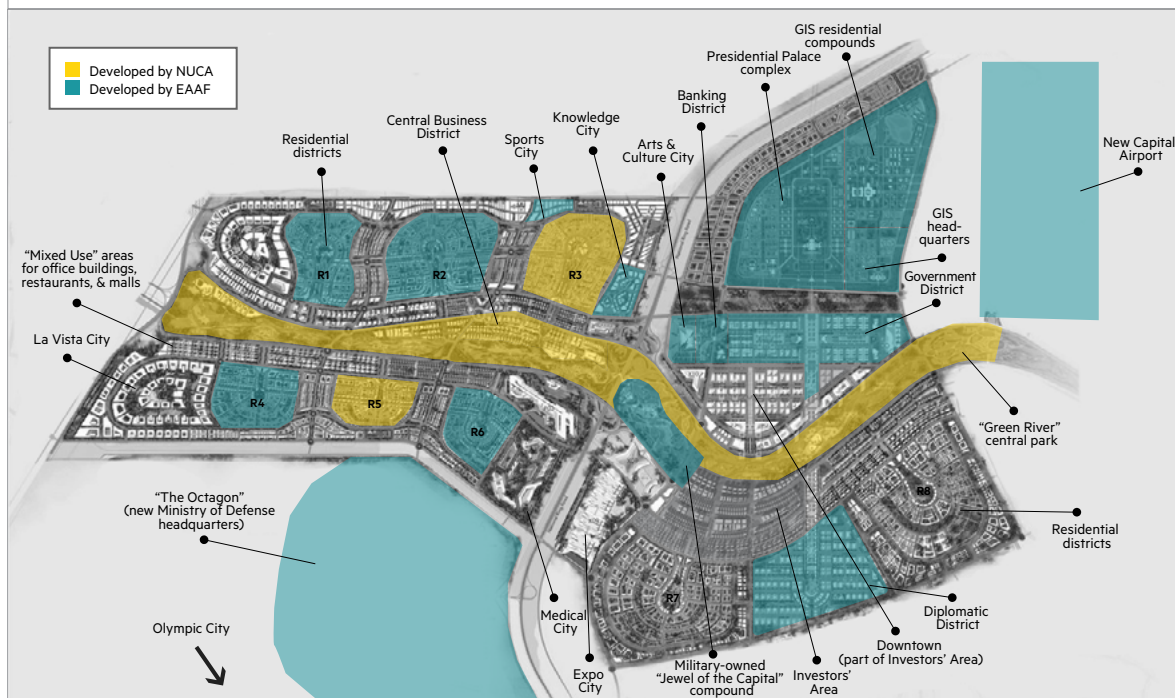 Developed by NUCA
Developed by EAAF
GIS residential
compounds
Presidential Palace
complex
Banking
District
Knowledge
City
Arts &
Culture City
Central Business
District
Sports
City
Residential
districts
New Capital
Airport
GIS
head-
quarters
Government
District
"Mixed Use" areas
for office buildings,
restaurants, & malls
La Vista City
R1
R2
R3
R4
R5
R6
R7
R8
"Green River"
central park
"The Octagon"
(new Ministry of Defense
headquarters)
Residential
districts
Diplomatic
District
Medical
City
Olympic City
Expo
City
Military-owned
"Jewel of the Capital"
compound
Investors'
Area
Downtown
(part of Investors' Area)